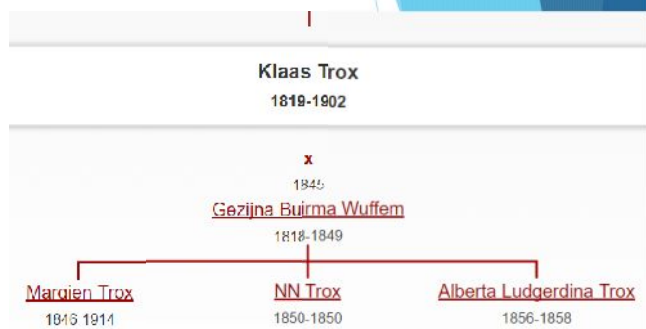 Klaas Trox
1819-1902
x
1845
Gezijna Buirma Wuffem
1818-1849
Margien Trox NN Trox Alberta Ludgerdina Trox
1846 1914 1850-1850 1856-1858